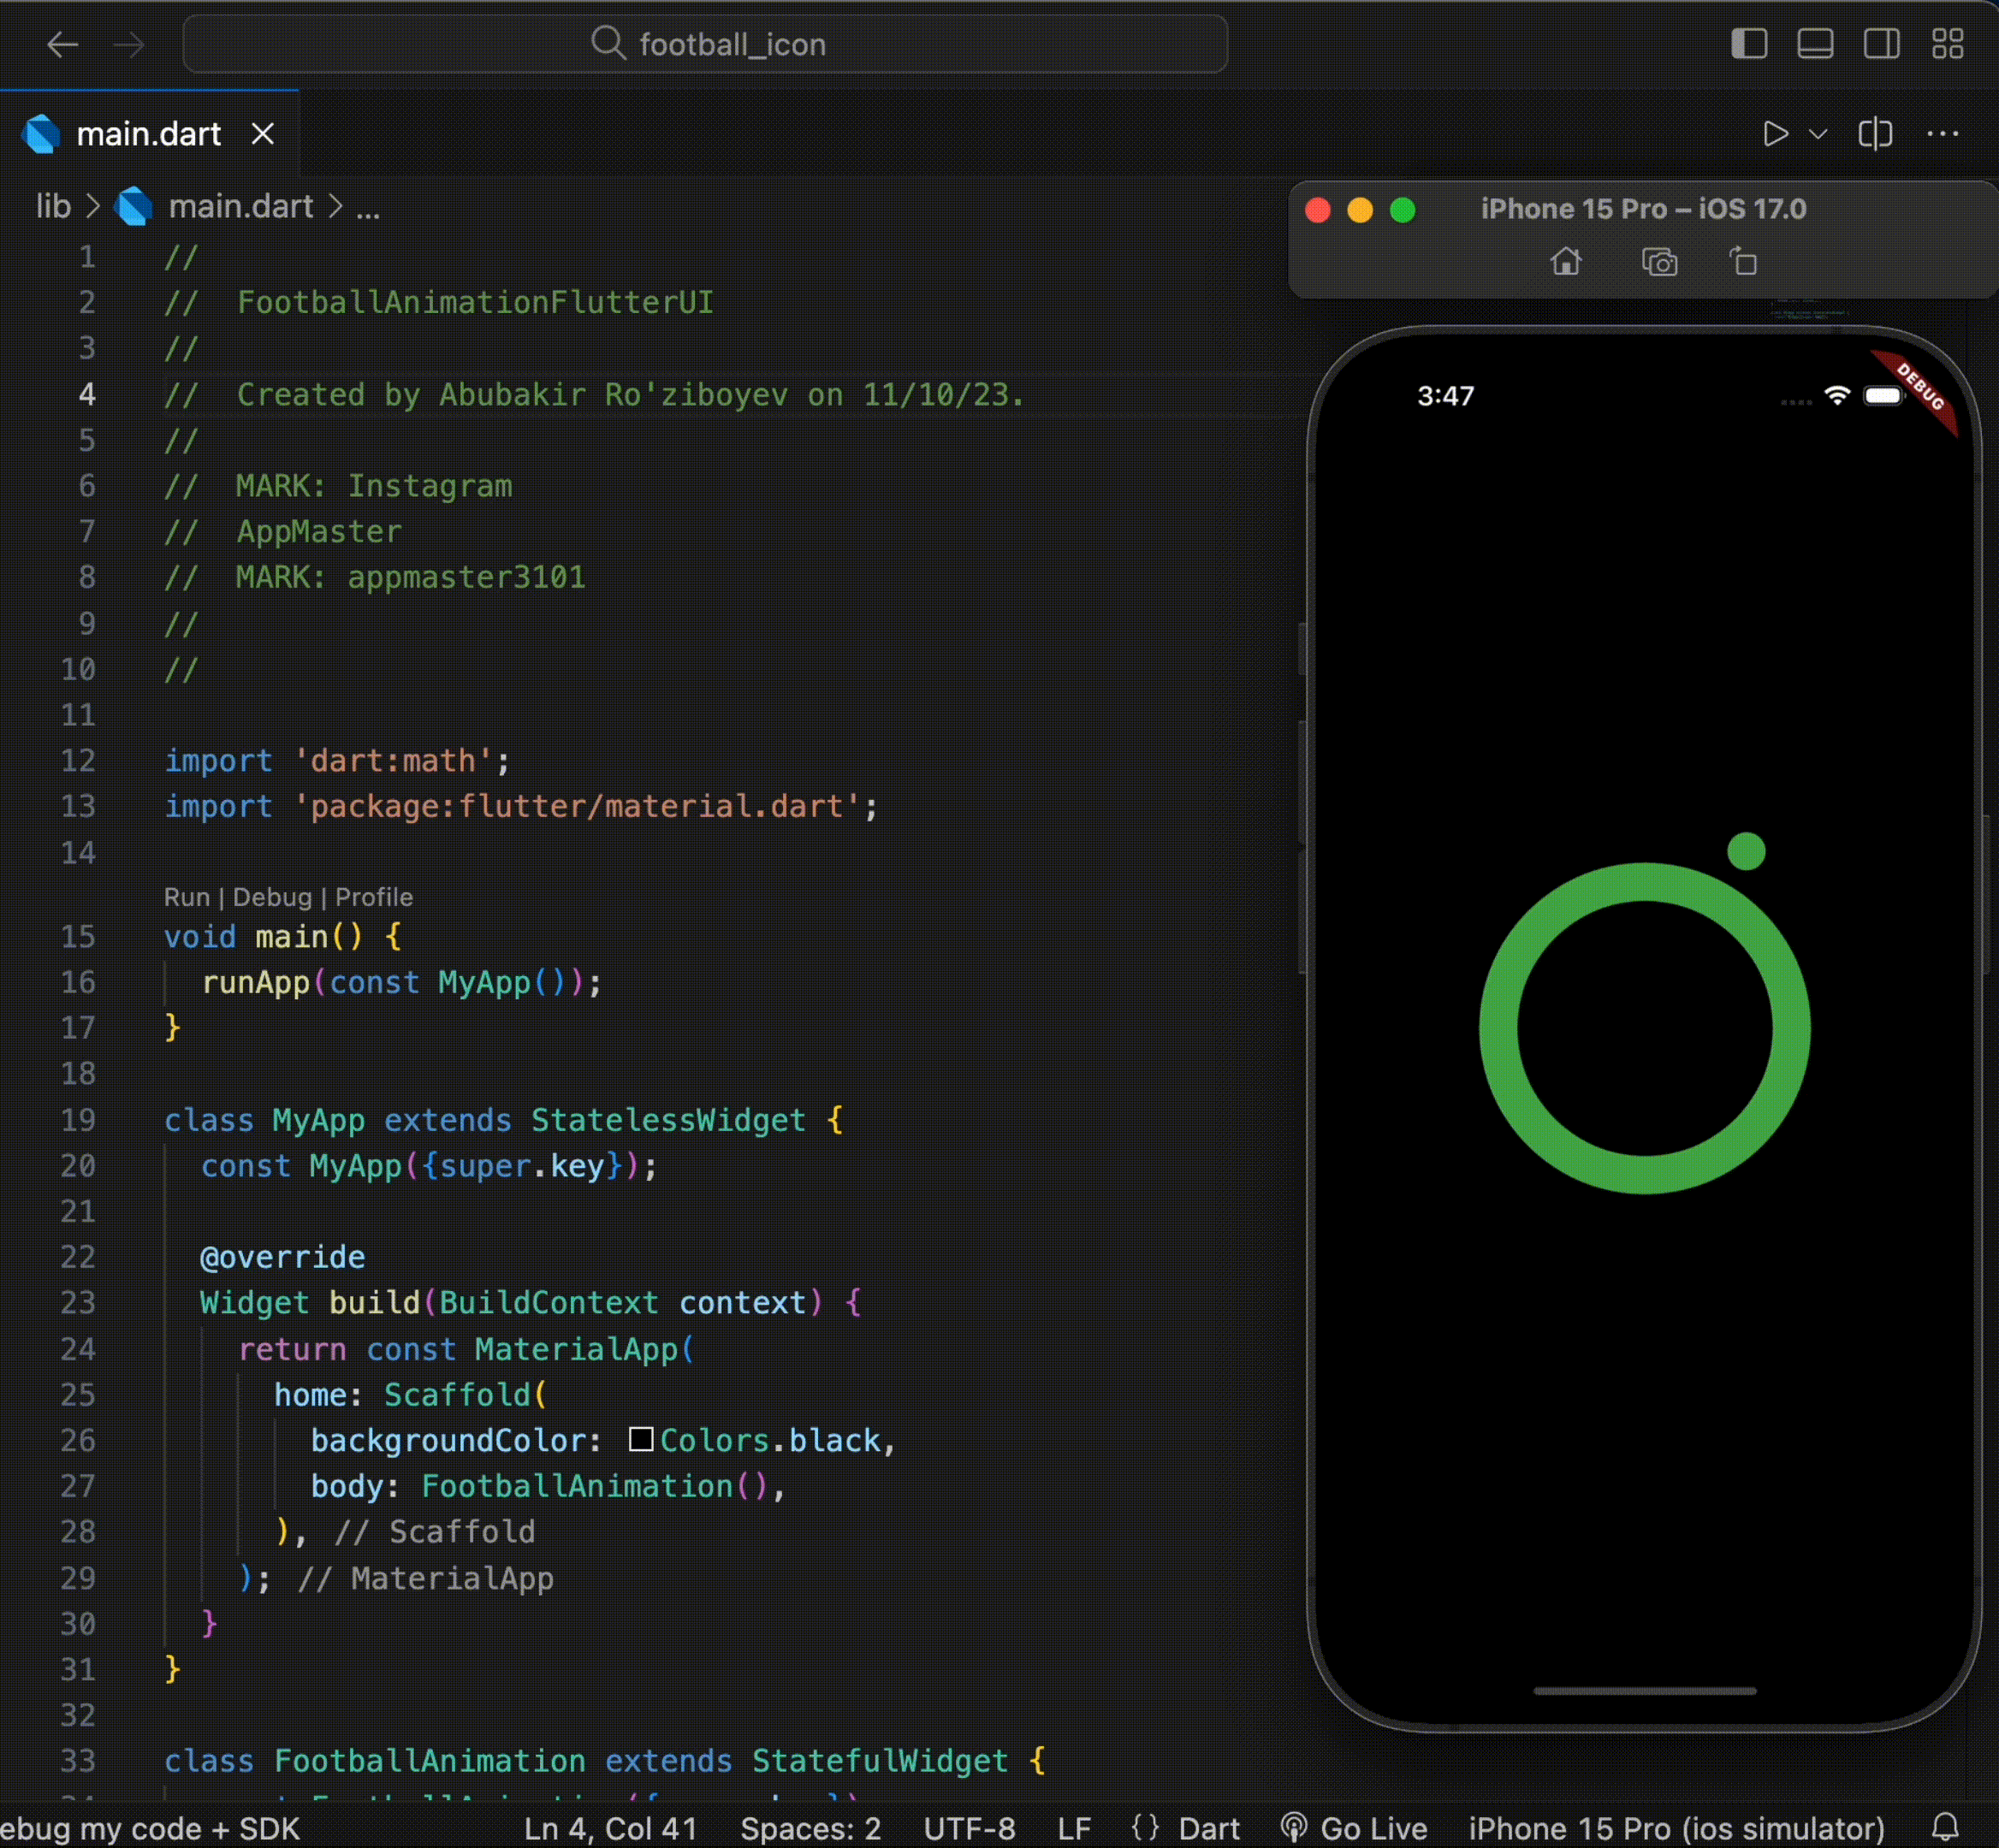 football_icon
main.dart
lib > main.dart > ...
iPhone 15 Pro – iOS 17.0
3:47
DEBUG
1 //
2 //  FootballAnimationFlutterUI
3 //
4 //  Created by Abubakir Ro'ziboyev on 11/10/23.
5 //
6 //  MARK: Instagram
7 //  AppMaster
8 //  MARK: appmaster3101
9 //
10 //
11
12 import 'dart:math';
13 import 'package:flutter/material.dart';
14
Run | Debug | Profile
15 void main() {
16   runApp(const MyApp());
17 }
18
19 class MyApp extends StatelessWidget {
20   const MyApp({super.key});
21
22   @override
23   Widget build(BuildContext context) {
24     return const MaterialApp(
25       home: Scaffold(
26         backgroundColor: Colors.black,
27         body: FootballAnimation(),
28       ), // Scaffold
29     ); // MaterialApp
30   }
31 }
32
33 class FootballAnimation extends StatefulWidget {
ebug my code + SDK Ln 4, Col 41 Spaces: 2 UTF-8 LF {} Dart Go Live iPhone 15 Pro (ios simulator)